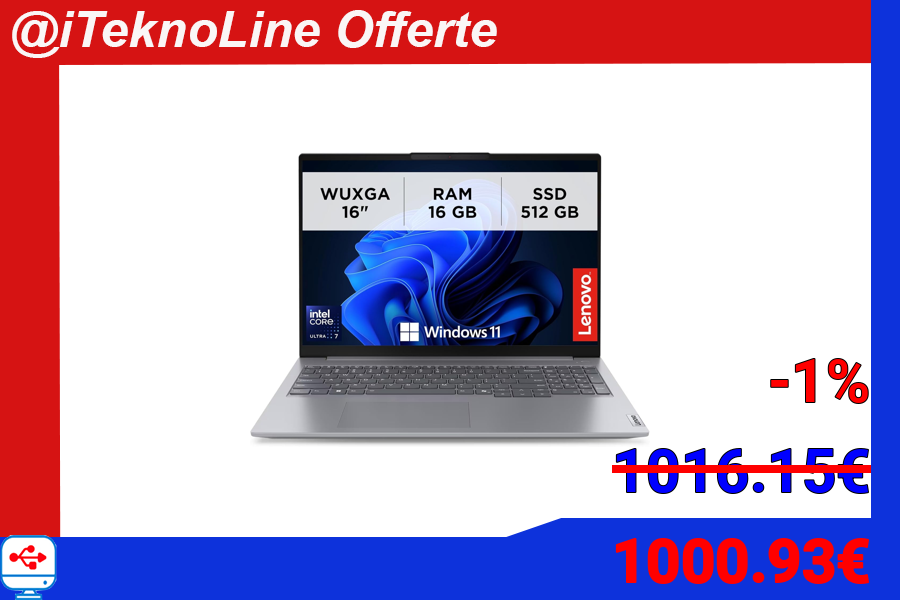 @iTeknoLine Offerte
WUXGA
16"
RAM
16 GB
SSD
512 GB
intel
CORE
ULTRA 7
Windows 11
Lenovo
-1%
1016.15€
1000.93€